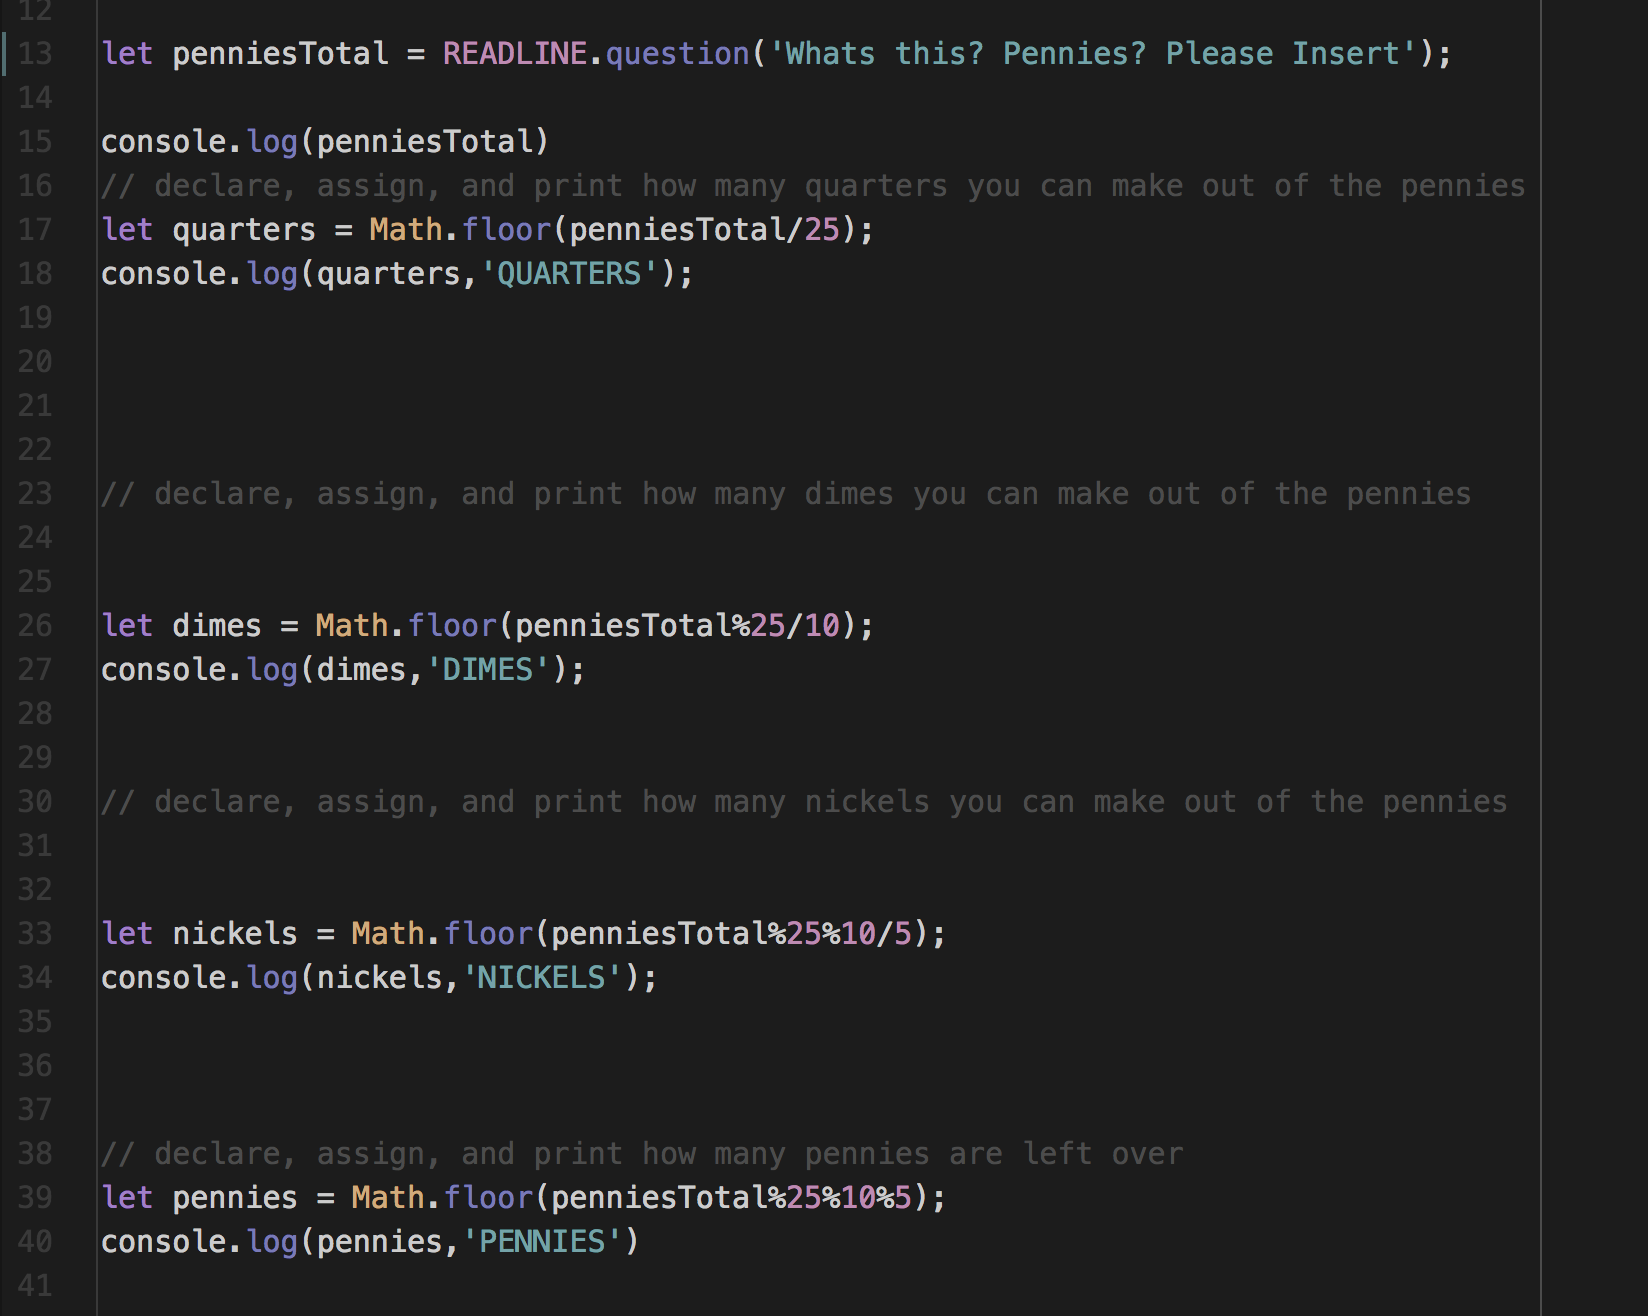 12
13 let penniesTotal = READLINE.question('Whats this? Pennies? Please Insert');
14
15 console.log(penniesTotal)
16 // declare, assign, and print how many quarters you can make out of the pennies
17 let quarters = Math.floor(penniesTotal/25);
18 console.log(quarters,'QUARTERS');
19
20
21
22
23 // declare, assign, and print how many dimes you can make out of the pennies
24
25
26 let dimes = Math.floor(penniesTotal%25/10);
27 console.log(dimes,'DIMES');
28
29
30 // declare, assign, and print how many nickels you can make out of the pennies
31
32
33 let nickels = Math.floor(penniesTotal%25%10/5);
34 console.log(nickels,'NICKELS');
35
36
37
38 // declare, assign, and print how many pennies are left over
39 let pennies = Math.floor(penniesTotal%25%10%5);
40 console.log(pennies,'PENNIES')
41